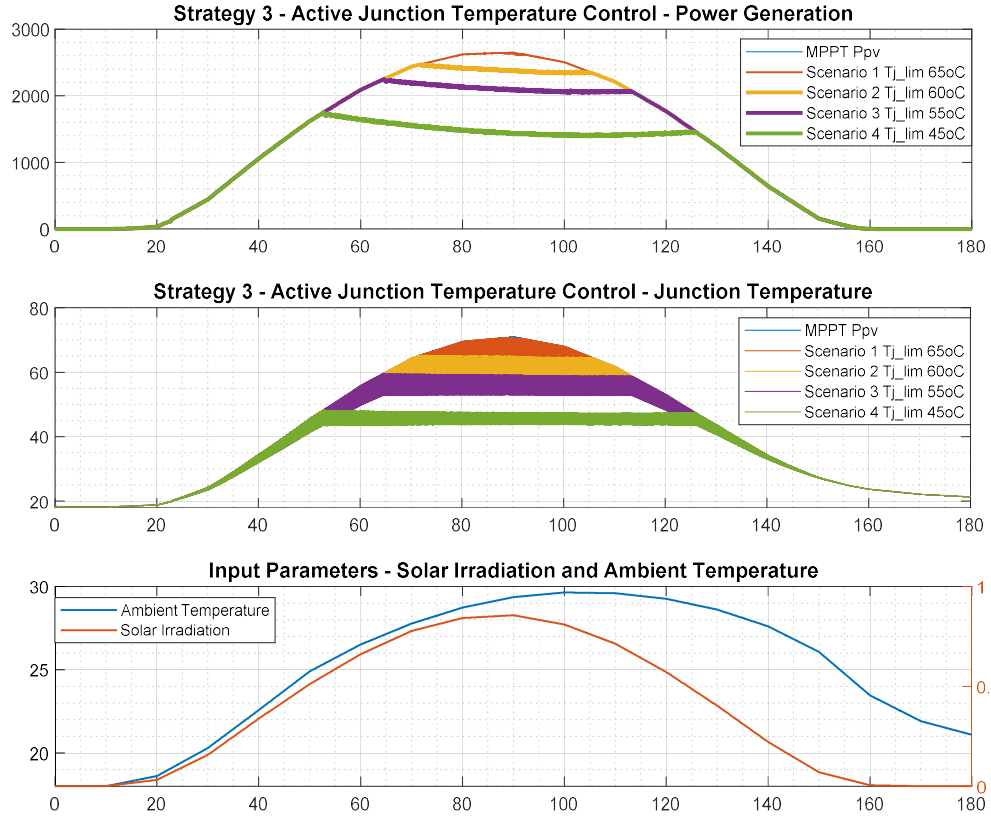 Strategy 3 - Active Junction Temperature Control - Power Generation
3000
2000
1000
0
MPPT Ppv
Scenario 1 Tj_lim 65oC
Scenario 2 Tj_lim 60oC
Scenario 3 Tj_lim 55oC
Scenario 4 Tj_lim 45oC
0 20 40 60 80 100 120 140 160 180
Strategy 3 - Active Junction Temperature Control - Junction Temperature
80
60
40
20
MPPT Ppv
Scenario 1 Tj_lim 65oC
Scenario 2 Tj_lim 60oC
Scenario 3 Tj_lim 55oC
Scenario 4 Tj_lim 45oC
0 20 40 60 80 100 120 140 160 180
Input Parameters - Solar Irradiation and Ambient Temperature
30
25
20
Ambient Temperature
Solar Irradiation
1
0.
0
0 20 40 60 80 100 120 140 160 180